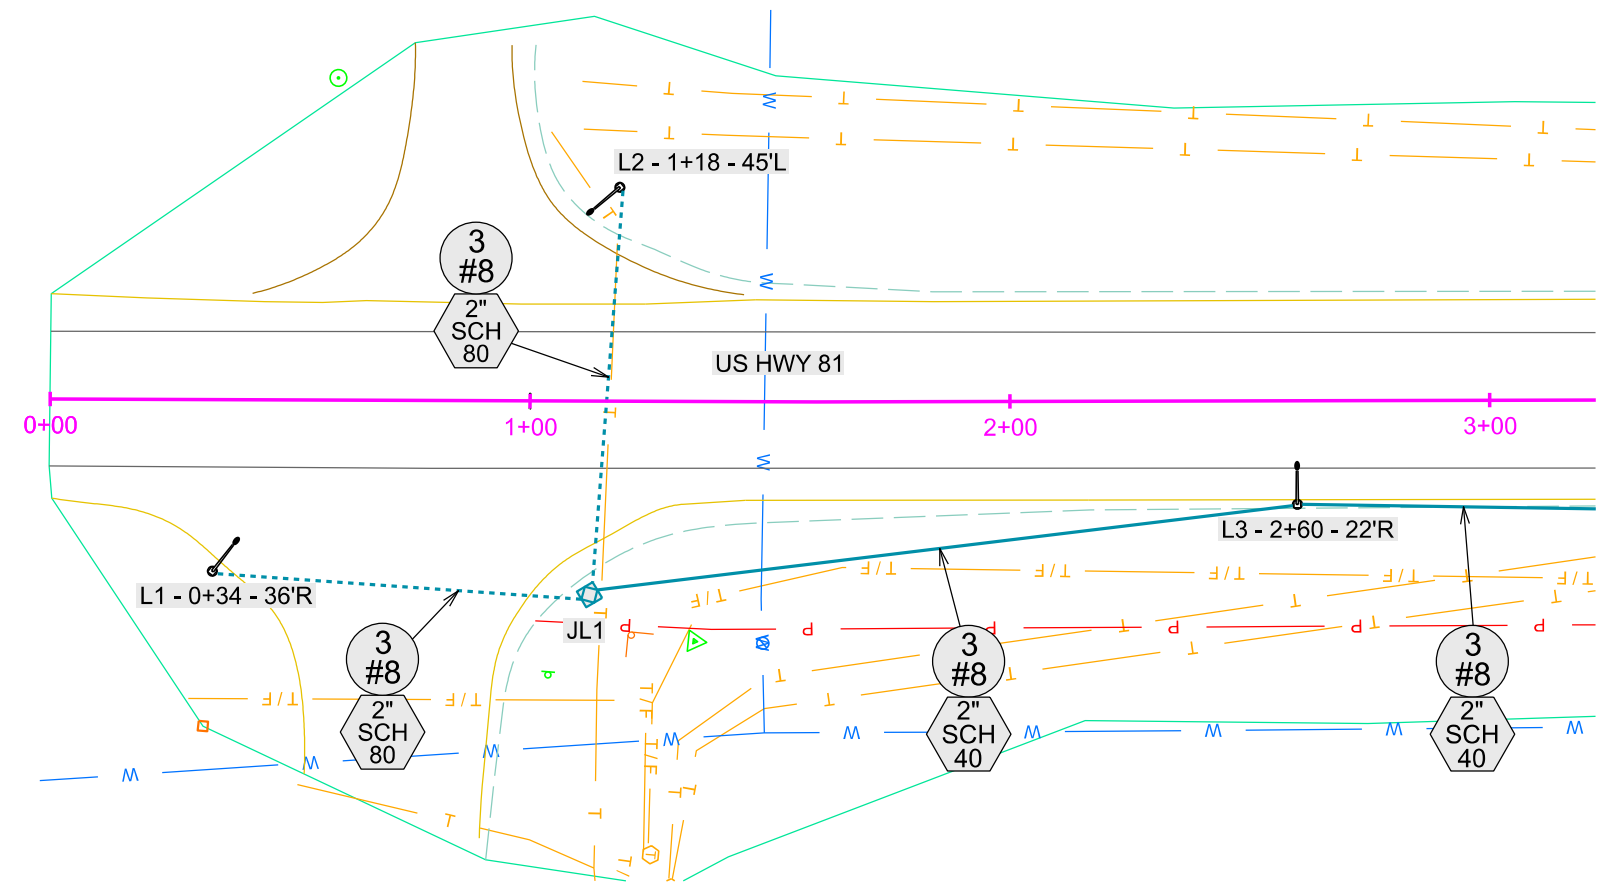 L2 - 1+18 - 45'L
3
#8
2"
SCH
80
US HWY 81
0+00
1+00
2+00
3+00
L3 - 2+60 - 22'R
L1 - 0+34 - 36'R
JL1
3
#8
2"
SCH
80
3
#8
2"
SCH
40
3
#8
2"
SCH
40
T
T
T
T
T
T
T
T
T
T
T
T
T
T
W
W
W
W
W
W
W
W
W
W
W
W
T/F
T/F
T/F
T/F
T/F
T/F
T/F
T/F
T/F
P
P
P
P
P
P
T
T
T
T
T
T
T
T
T
T
T
T
T